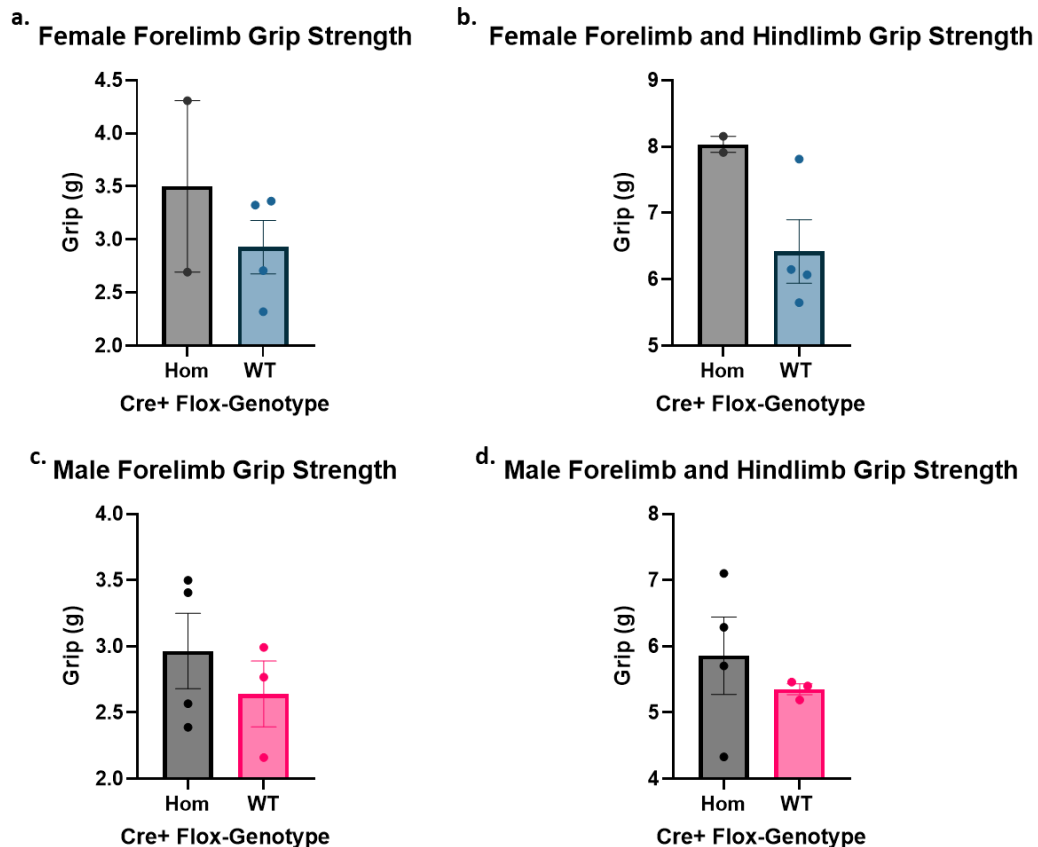 a.
Female Forelimb Grip Strength
4.5
4.0
3.5
3.0
2.5
2.0
Grip (g)
Hom WT
Cre+ Flox-Genotype
b.
Female Forelimb and Hindlimb Grip Strength
9
8
7
6
5
Grip (g)
Hom WT
Cre+ Flox-Genotype
c.
Male Forelimb Grip Strength
4.0
3.5
3.0
2.5
2.0
Grip (g)
Hom WT
Cre+ Flox-Genotype
d.
Male Forelimb and Hindlimb Grip Strength
8
7
6
5
4
Grip (g)
Hom WT
Cre+ Flox-Genotype